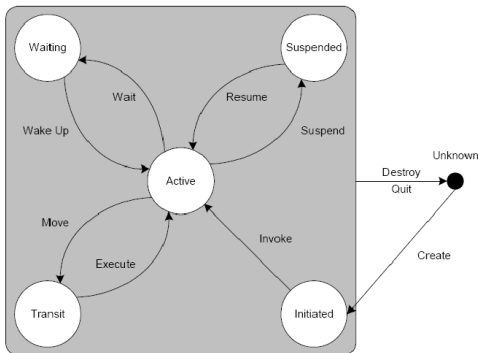 Waiting
Suspended
Wait
Resume
Wake Up
Suspend
Unknown
Active
Destroy
Quit
Move
Invoke
Create
Execute
Transit
Initiated